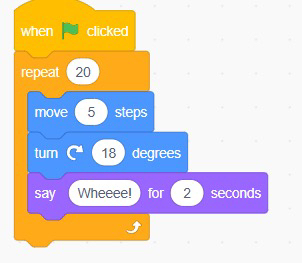 when clicked
repeat 20
move 5 steps
turn 18 degrees
say Wheeee! for 2 seconds